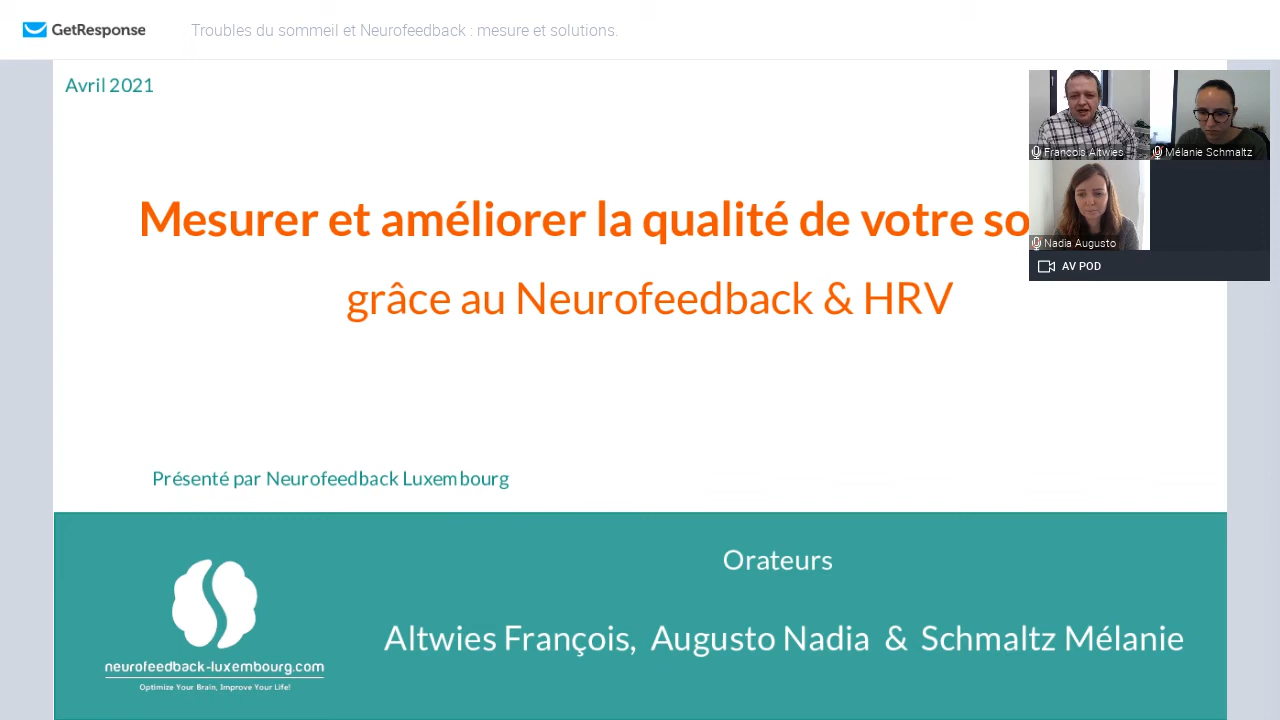 GetResponse
Troubles du sommeil et Neurofeedback : mesure et solutions.
Avril 2021
François Altwies
Mélanie Schmaltz
Nadia Augusto
AV POD
Mesurer et améliorer la qualité de votre so
grâce au Neurofeedback & HRV
Présenté par Neurofeedback Luxembourg
Orateurs
Altwies François, Augusto Nadia & Schmaltz Mélanie
neurofeedback-luxembourg.com
Optimize Your Brain, Improve Your Life!